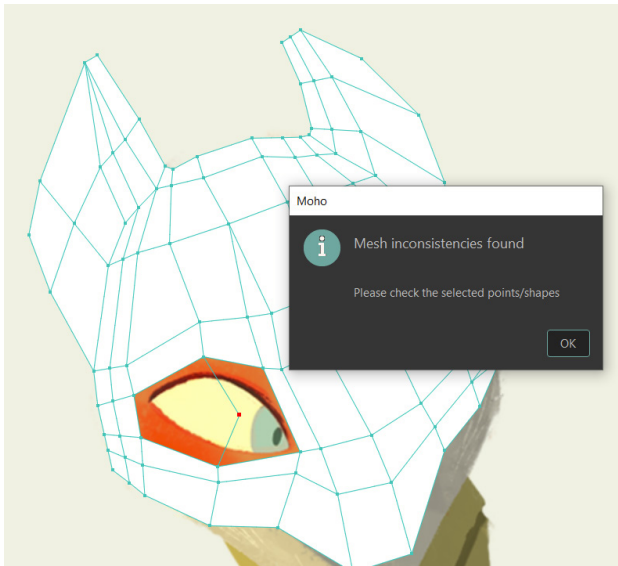 Moho
Mesh inconsistencies found
Please check the selected points/shapes
OK